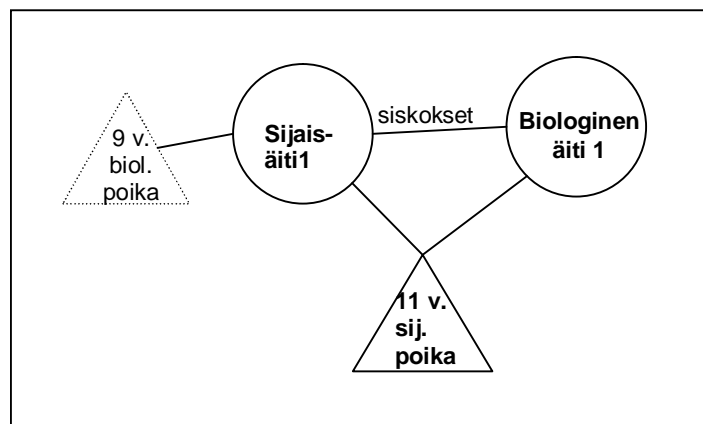 9 v.
biol.
poika
Sijais-
äiti1
siskokset
Biologinen
äiti 1
11 v.
sij.
poika